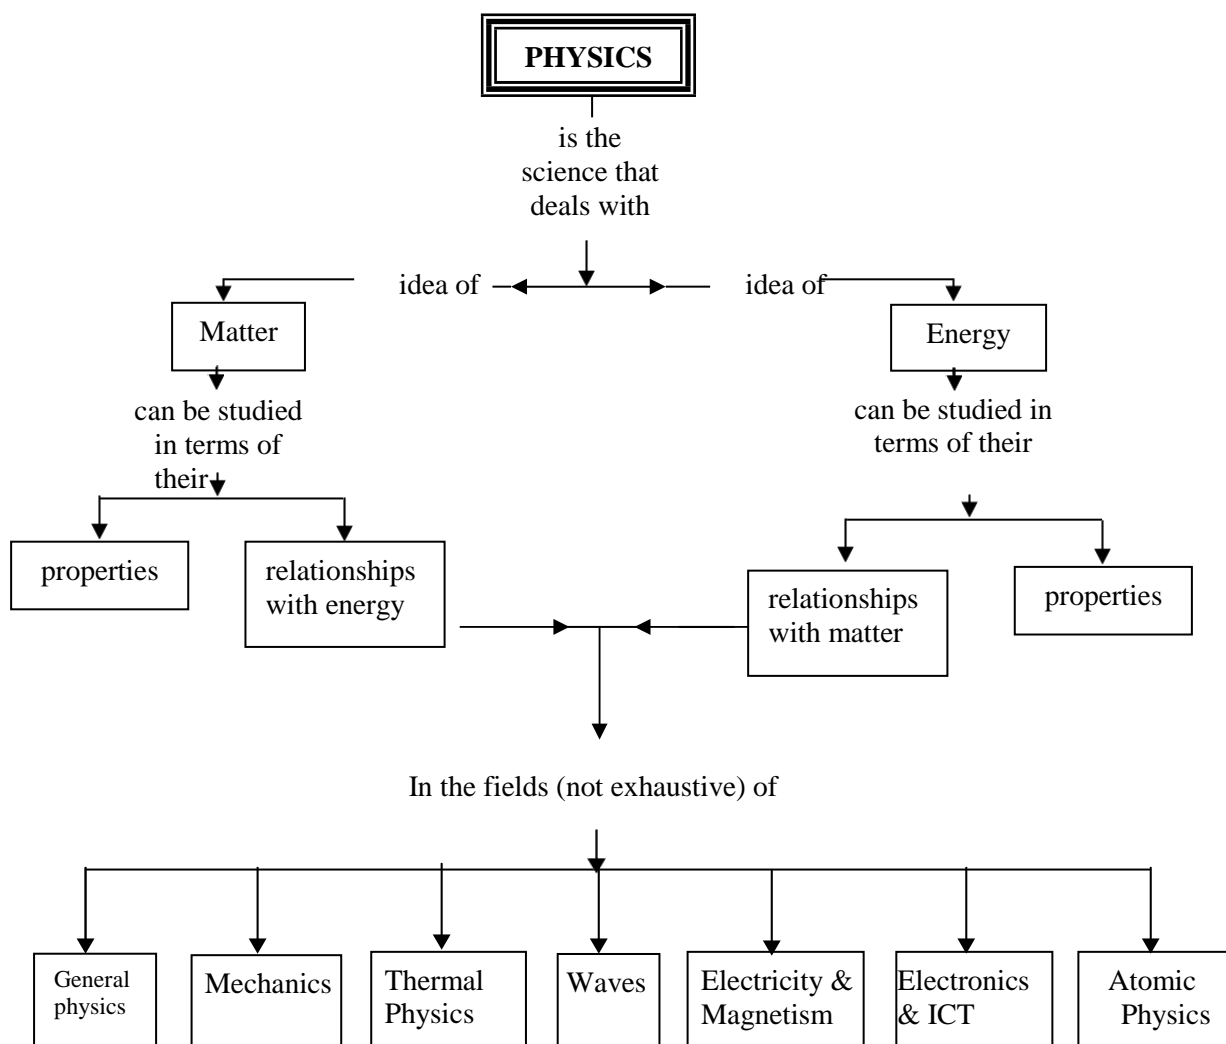 PHYSICS
is the
science that
deals with
idea of
idea of
Matter
Energy
can be studied
in terms of
their
can be studied in
terms of their
properties
relationships
with energy
relationships
with matter
properties
In the fields (not exhaustive) of
General
physics
Mechanics
Thermal
Physics
Waves
Electricity &
Magnetism
Electronics
& ICT
Atomic
Physics